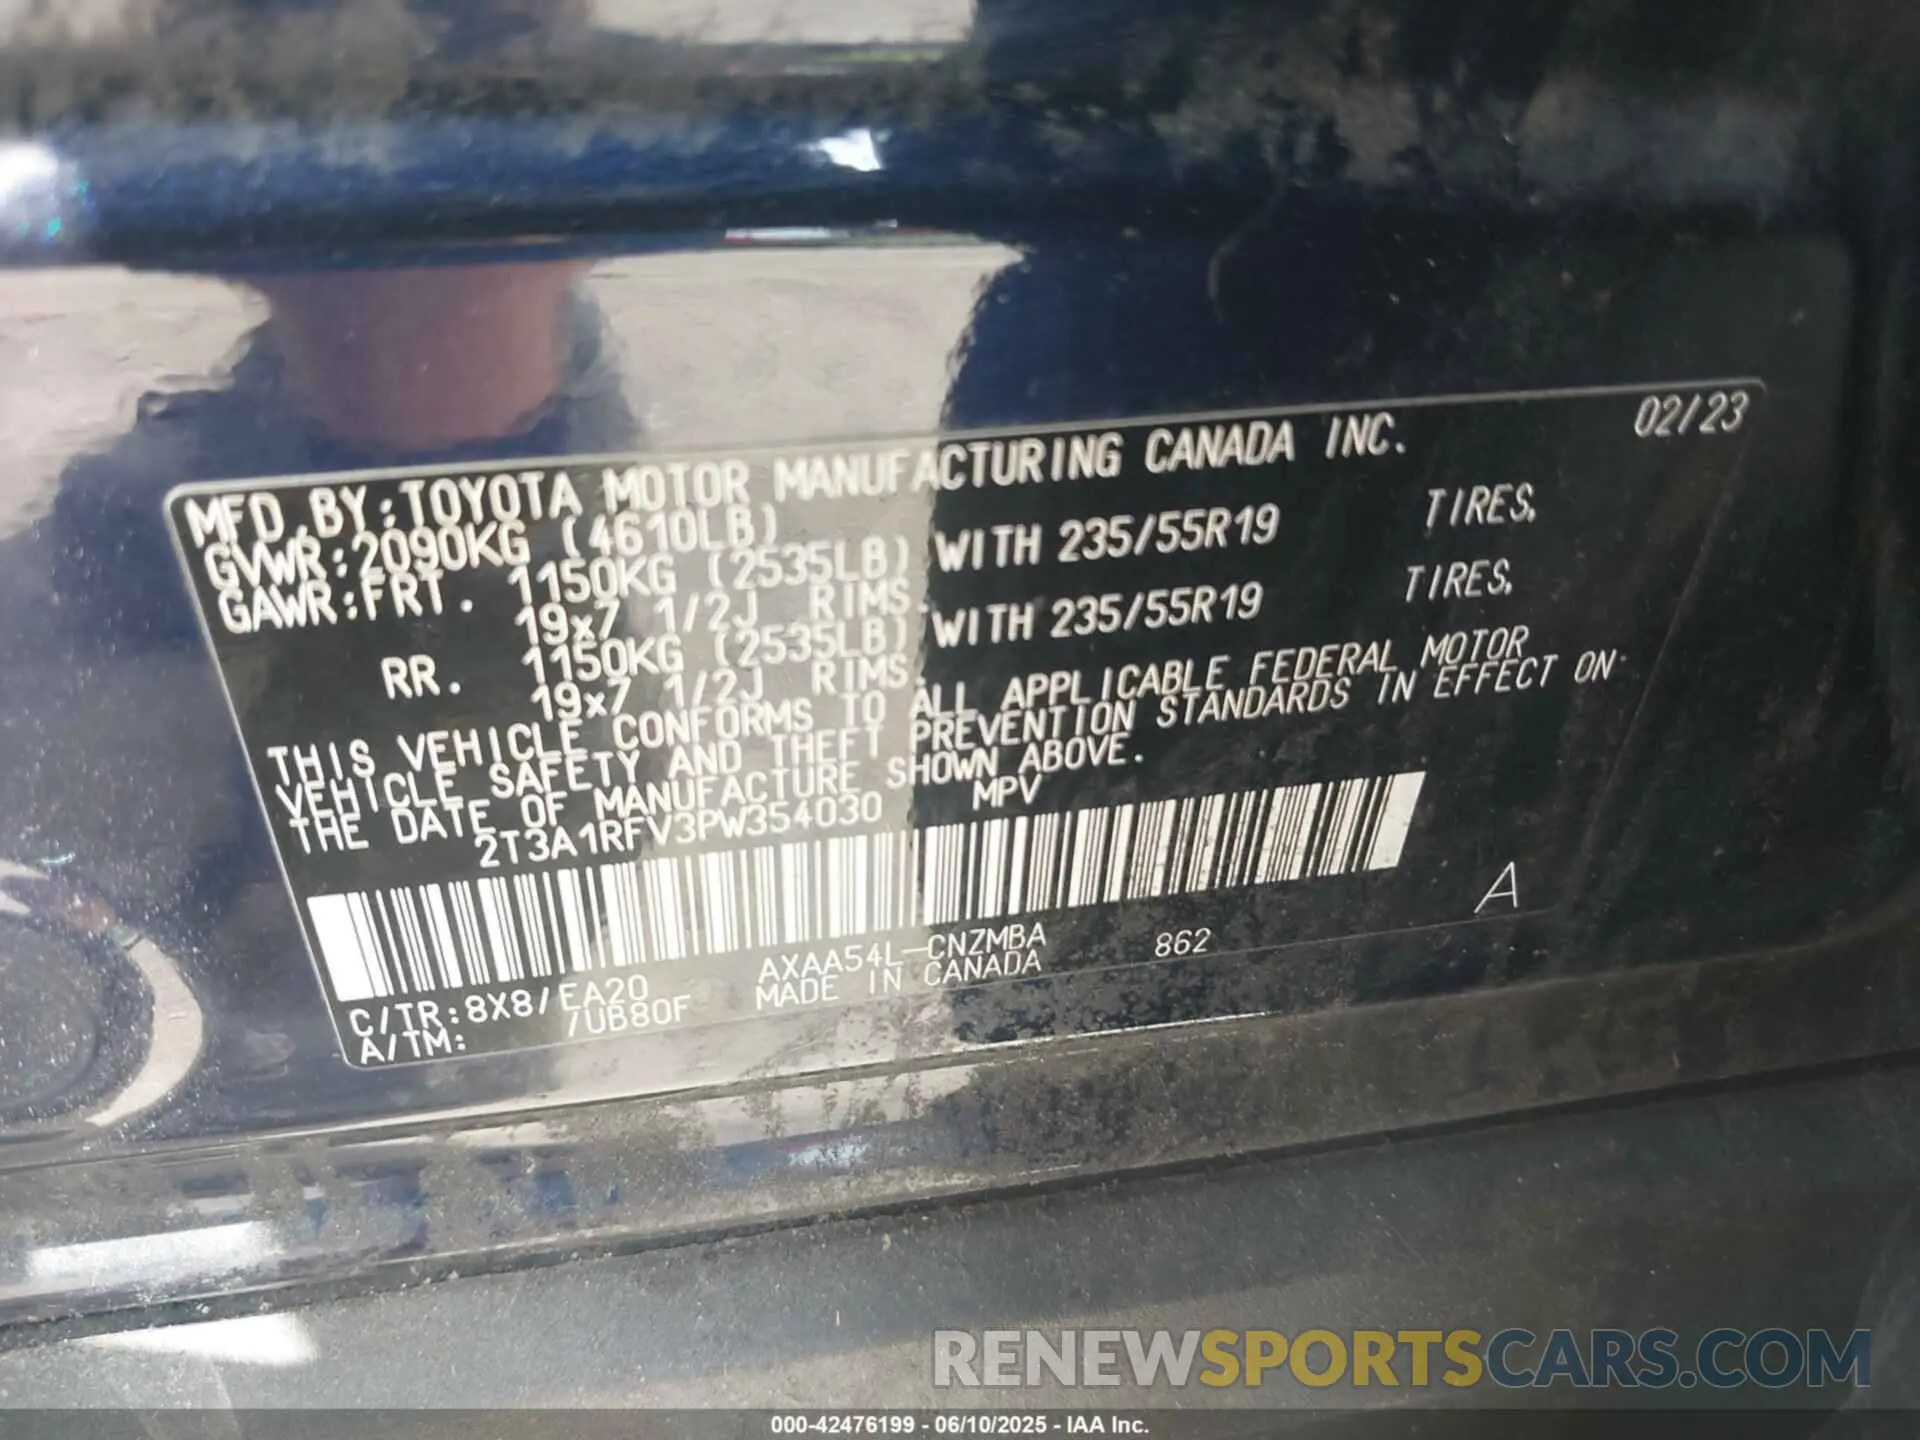 02/23
MFD.BY:TOYOTA MOTOR MANUFACTURING CANADA INC.
GVWR:2090KG (4610LB)
GAWR:FRT. 1150KG (2535LB) WITH 235/55R19 TIRES,
19x7 1/2J RIMS.
RR. 1150KG (2535LB) WITH 235/55R19 TIRES,
19x7 1/2J RIMS.
THIS VEHICLE CONFORMS TO ALL APPLICABLE FEDERAL MOTOR
VEHICLE SAFETY AND THEFT PREVENTION STANDARDS IN EFFECT ON
THE DATE OF MANUFACTURE SHOWN ABOVE.
2T3A1RFV3PW354030 MPV
A
C/TR:8X8/EA20 AXAA54L-CNZMBA 862
A/TM: /UB80F MADE IN CANADA
RENEWSPORTSCARS.COM
000-42476199 - 06/10/2025 - IAA Inc.